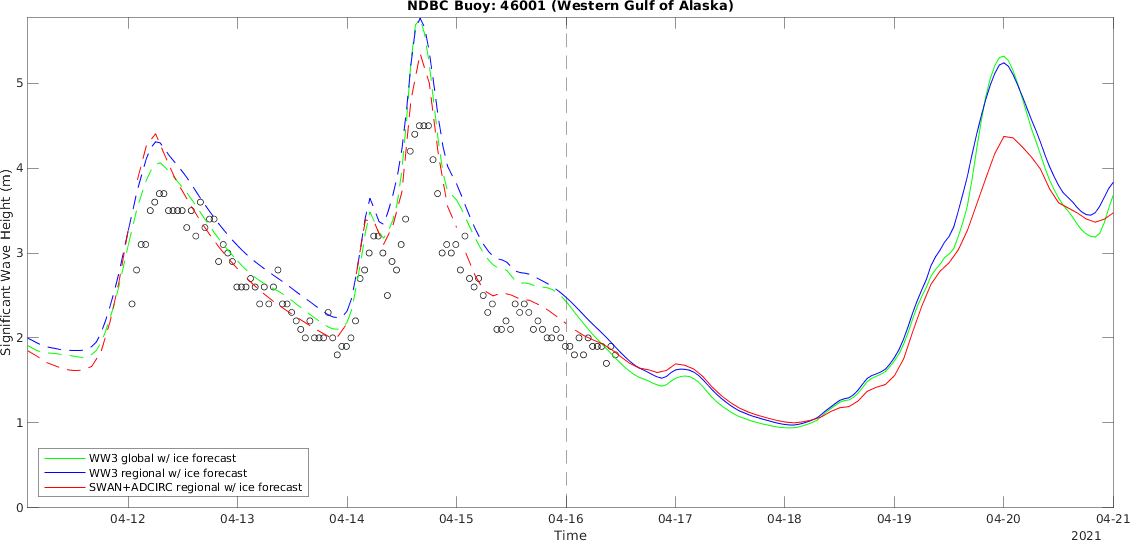 NDBC Buoy: 46001 (Western Gulf of Alaska)
Significant Wave Height (m)
5
4
3
2
1
0
WW3 global w/ ice forecast
WW3 regional w/ ice forecast
SWAN+ADCIRC regional w/ ice forecast
04-12 04-13 04-14 04-15 04-16 04-17 04-18 04-19 04-20 04-21
Time
2021